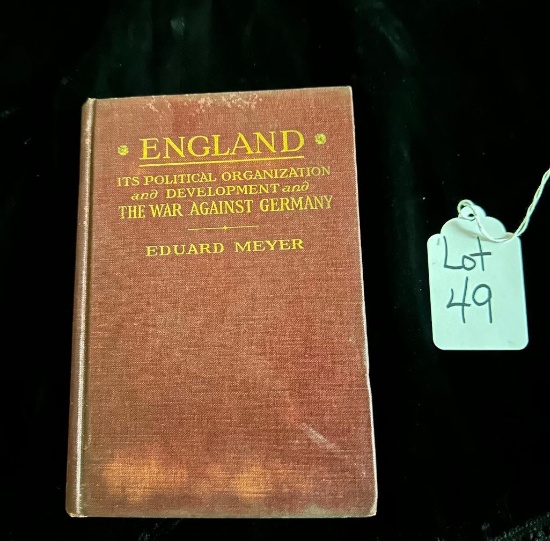 ENGLAND
ITS POLITICAL ORGANIZATION
and DEVELOPMENT and
THE WAR AGAINST GERMANY
EDUARD MEYER
Lot
49